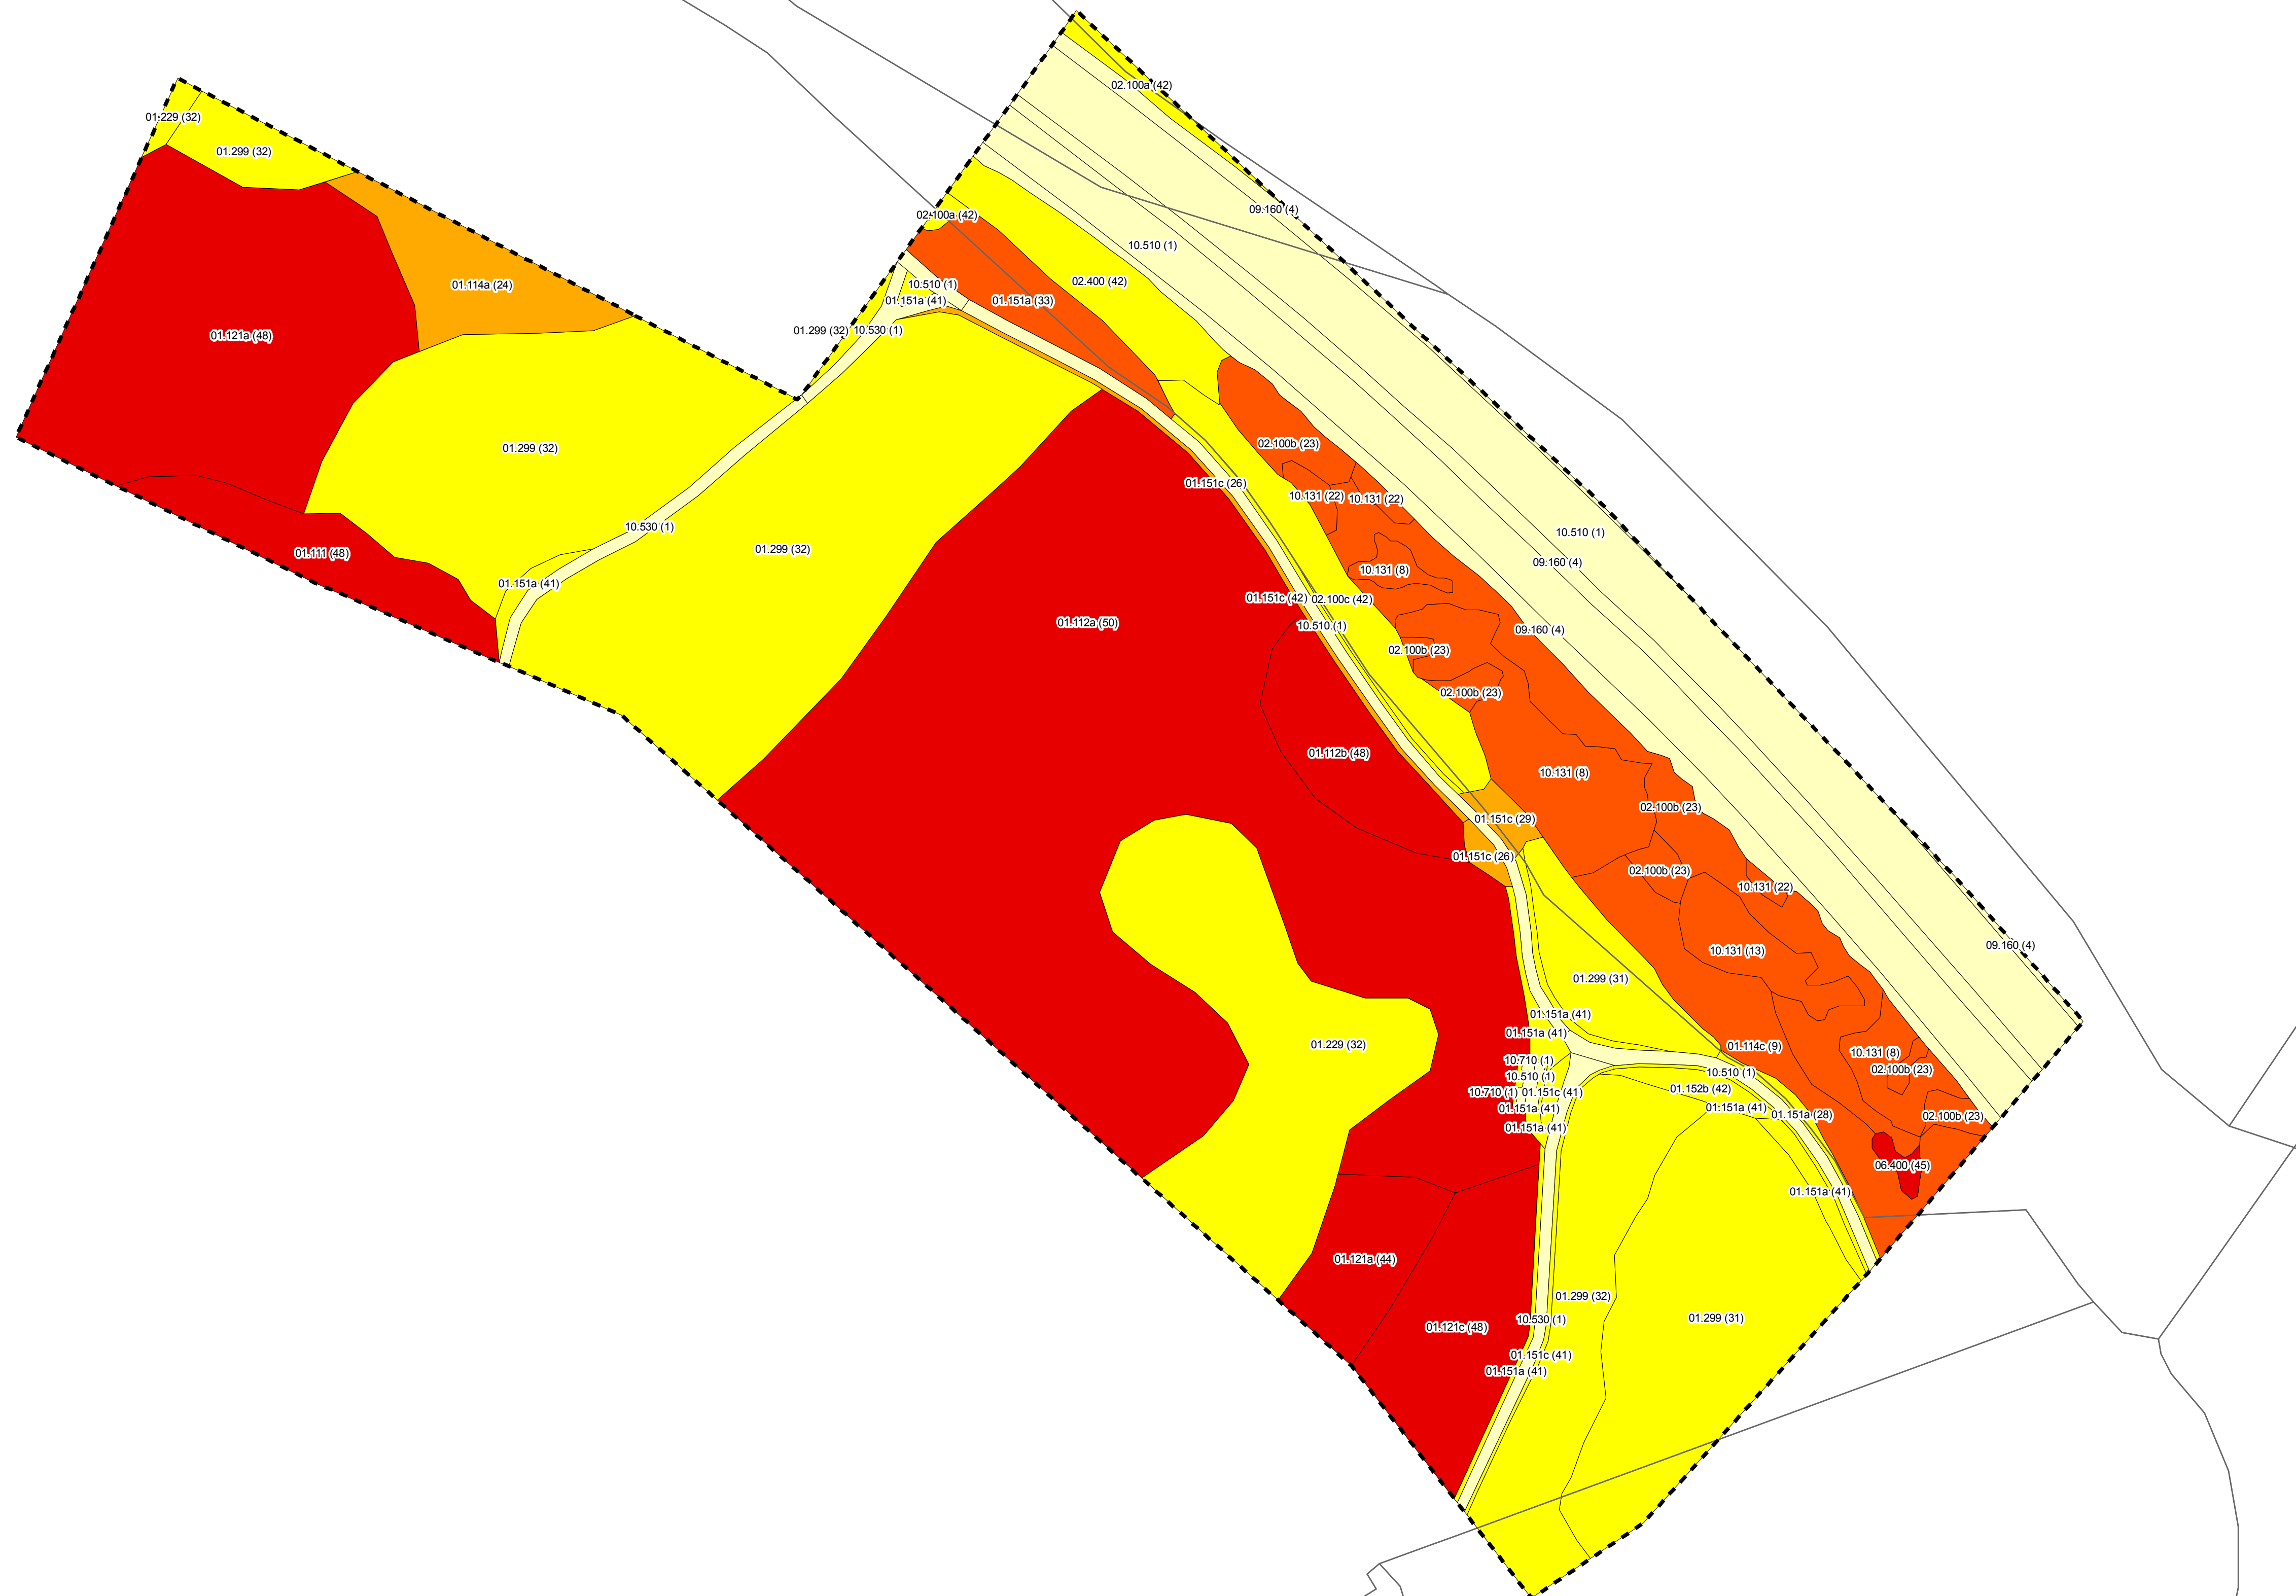 02.100a (42)
01.229 (32)
01.299 (32)
09.160 (4)
02.100a (42)
10.510 (1)
02.400 (42)
01.114a (24)
10.510 (1)
01.151a (41)
01.151a (33)
01.299 (32)
10.530 (1)
01.121a (48)
02.100b (23)
01.299 (32)
01.151c (26)
10.131 (22)
10.131 (22)
10.530 (1)
10.510 (1)
01.299 (32)
01.111 (48)
09.160 (4)
10.131 (8)
01.151a (41)
01.151c (42)
02.100c (42)
01.112a (50)
10.510 (1)
09.160 (4)
02.100b (23)
02.100b (23)
01.112b (48)
10.131 (8)
02.100b (23)
01.151c (29)
01.151c (26)
02.100b (23)
10.131 (22)
09.160 (4)
10.131 (13)
01.299 (31)
01.151a (41)
01.151a (41)
01.229 (32)
01.114c (9)
10.131 (8)
10.710 (1)
02.100b (23)
10.510 (1)
10.510 (1)
01.152b (42)
10.710 (1)
01.151c (41)
01.151a (41)
01.151a (41)
01.151a (28)
02.100b (23)
01.151a (41)
06.400 (45)
01.151a (41)
01.121a (44)
01.299 (32)
01.299 (31)
10.530 (1)
01.121c (48)
01.151c (41)
01.151a (41)